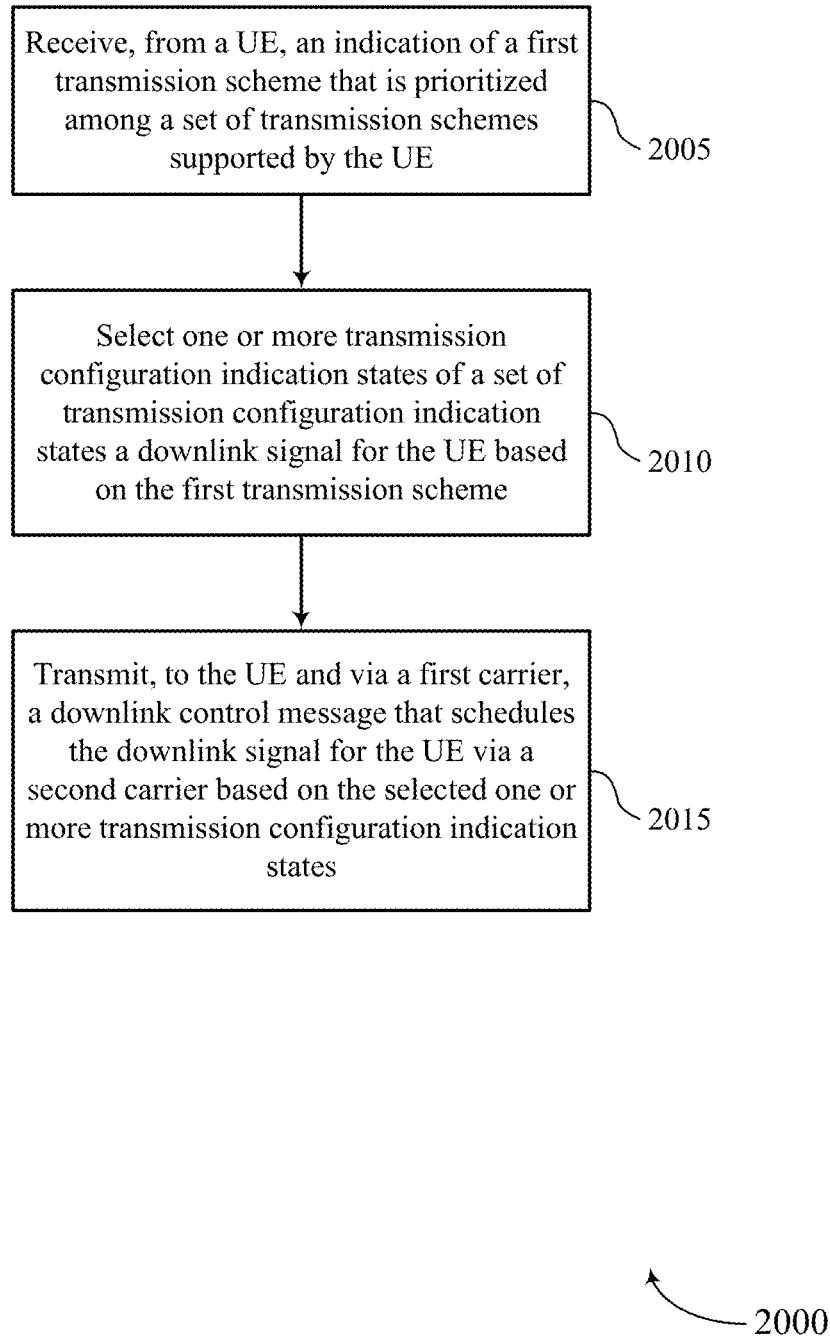 Receive, from a UE, an indication of a first
transmission scheme that is prioritized
among a set of transmission schemes
supported by the UE
2005
Select one or more transmission
configuration indication states of a set of
transmission configuration indication
states a downlink signal for the UE based
on the first transmission scheme
2010
Transmit, to the UE and via a first carrier,
a downlink control message that schedules
the downlink signal for the UE via a
second carrier based on the selected one or
more transmission configuration indication
states
2015
2000